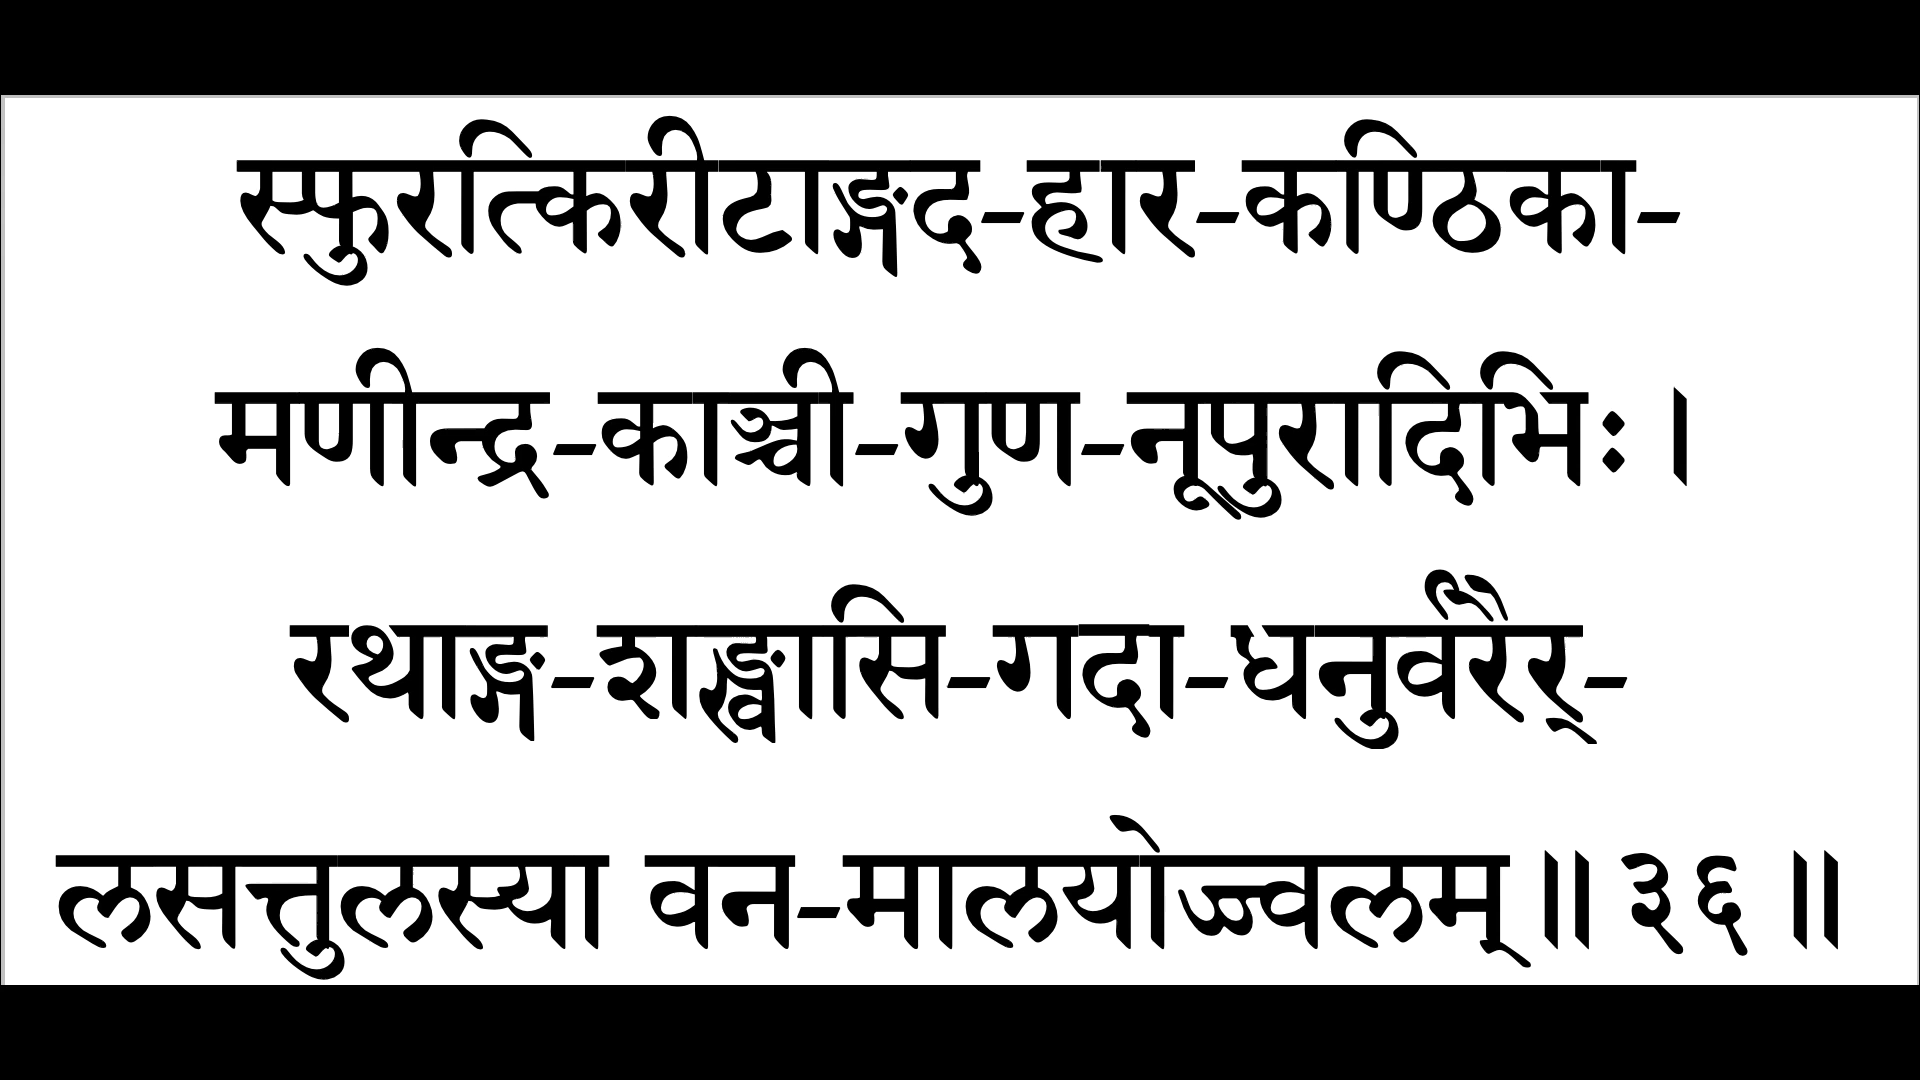 स्फुरत्किरीटाङ्गद-हार-कण्ठिका-
मणीन्द्र-काञ्ची-गुण-नूपुरादिभिः ।
रथाङ्ग-शङ्खासि-गदा-धनुर्वरैर्-
लसत्तुलस्या वन-मालयोज्ज्वलम् ॥ ३६ ॥